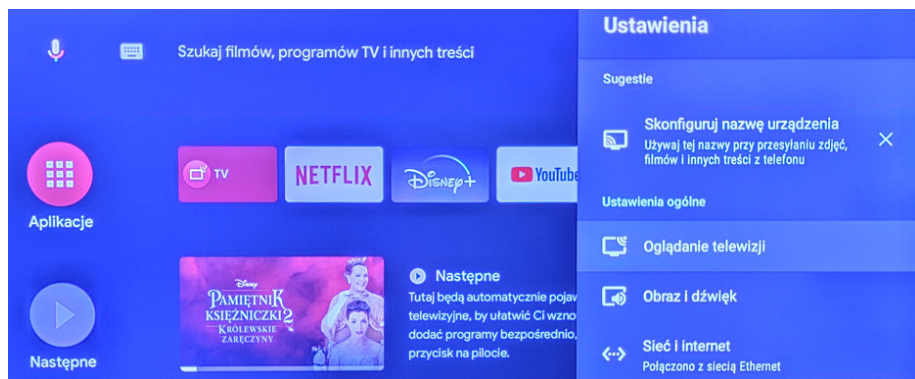 Szukaj filmów, programów TV i innych treści
Aplikacje
TV
NETFLIX
Disney+
YouTube
Następne
Disney
PAMIĘTNIK
KSIĘŻNICZKI 2
KRÓLEWSKIE
ZARĘCZYNY
Następne
Tutaj będą automatycznie pojaw
telewizyjne, by ułatwić Ci wzno
dodać programy bezpośrednio,
przycisk na pilocie.
Ustawienia
Sugestie
Skonfiguruj nazwę urządzenia
Używaj tej nazwy przy przesyłaniu zdjęć,
filmów i innych treści z telefonu
Ustawienia ogólne
Oglądanie telewizji
Obraz i dźwięk
Sieć i internet
Połączono z siecią Ethernet